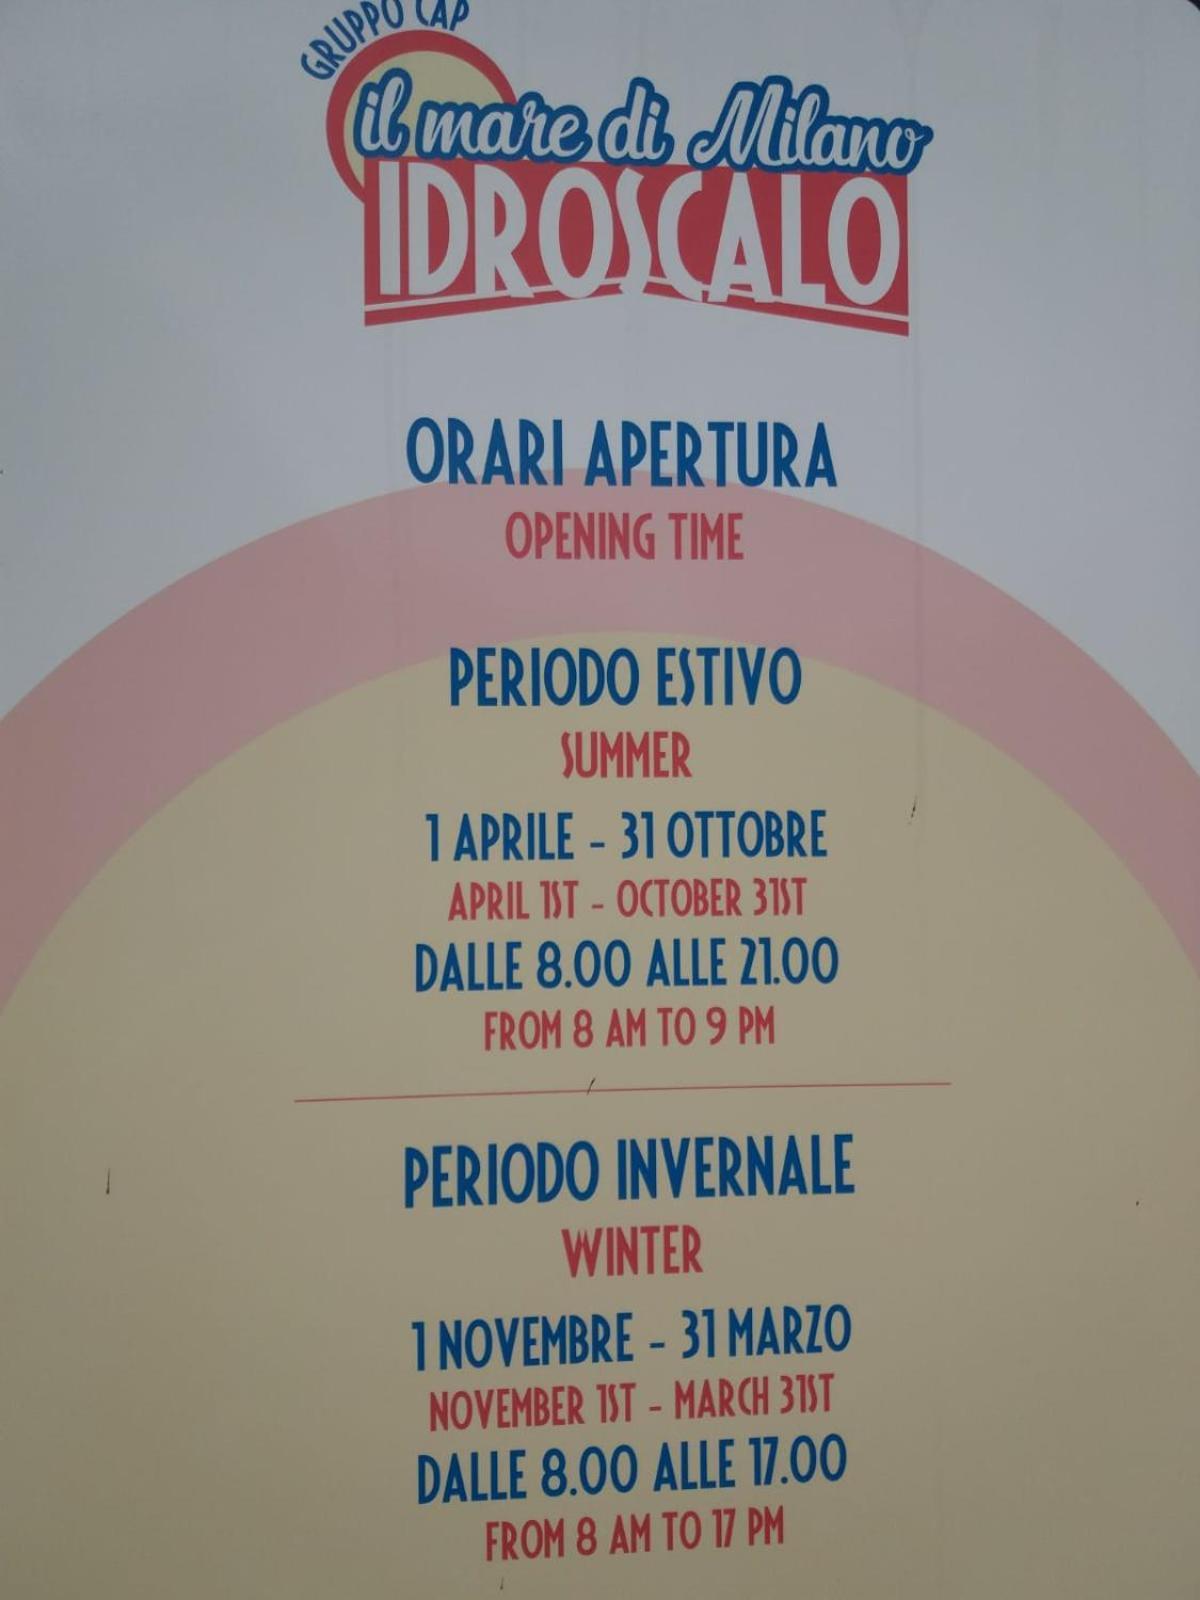 GRUPPO CAP
il mare di Milano
IDROSCALO
ORARI APERTURA
OPENING TIME
PERIODO ESTIVO
SUMMER
1 APRILE - 31 OTTOBRE
APRIL 1ST - OCTOBER 31ST
DALLE 8.00 ALLE 21.00
FROM 8 AM TO 9 PM
PERIODO INVERNALE
WINTER
1 NOVEMBRE - 31 MARZO
NOVEMBER 1ST - MARCH 31ST
DALLE 8.00 ALLE 17.00
FROM 8 AM TO 17 PM